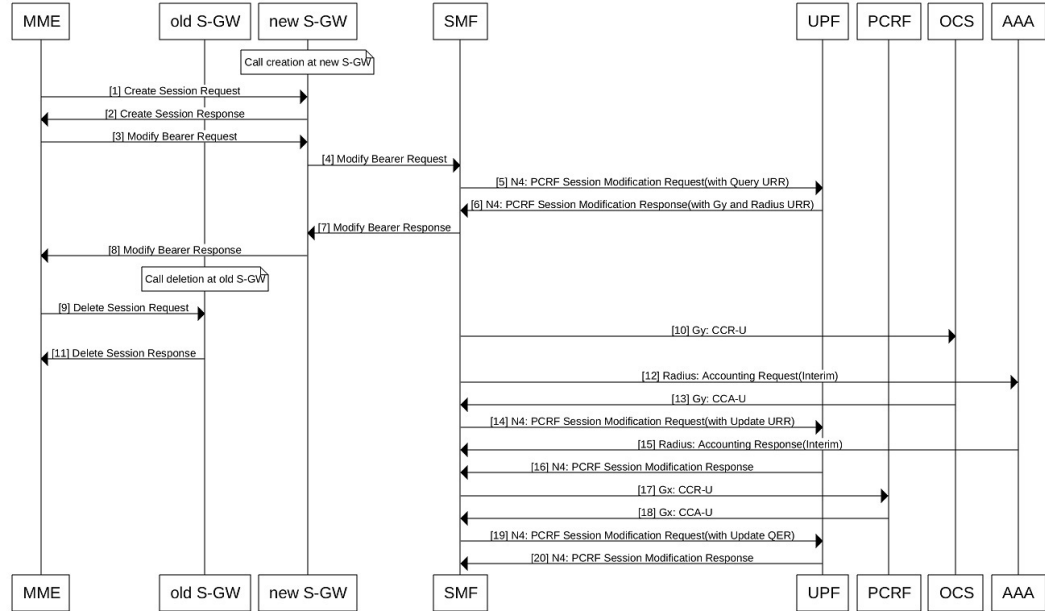 MME old S-GW new S-GW SMF UPF PCRF OCS AAA
Call creation at new S-GW
[1] Create Session Request
[2] Create Session Response
[3] Modify Bearer Request
[4] Modify Bearer Request
[5] N4: PCRF Session Modification Request(with Query URR)
[6] N4: PCRF Session Modification Response(with Gy and Radius URR)
[7] Modify Bearer Response
[8] Modify Bearer Response
Call deletion at old S-GW
[9] Delete Session Request
[10] Gy: CCR-U
[11] Delete Session Response
[12] Radius: Accounting Request(Interim)
[13] Gy: CCA-U
[14] N4: PCRF Session Modification Request(with Update URR)
[15] Radius: Accounting Response(Interim)
[16] N4: PCRF Session Modification Response
[17] Gx: CCR-U
[18] Gx: CCA-U
[19] N4: PCRF Session Modification Request(with Update QER)
[20] N4: PCRF Session Modification Response
MME old S-GW new S-GW SMF UPF PCRF OCS AAA